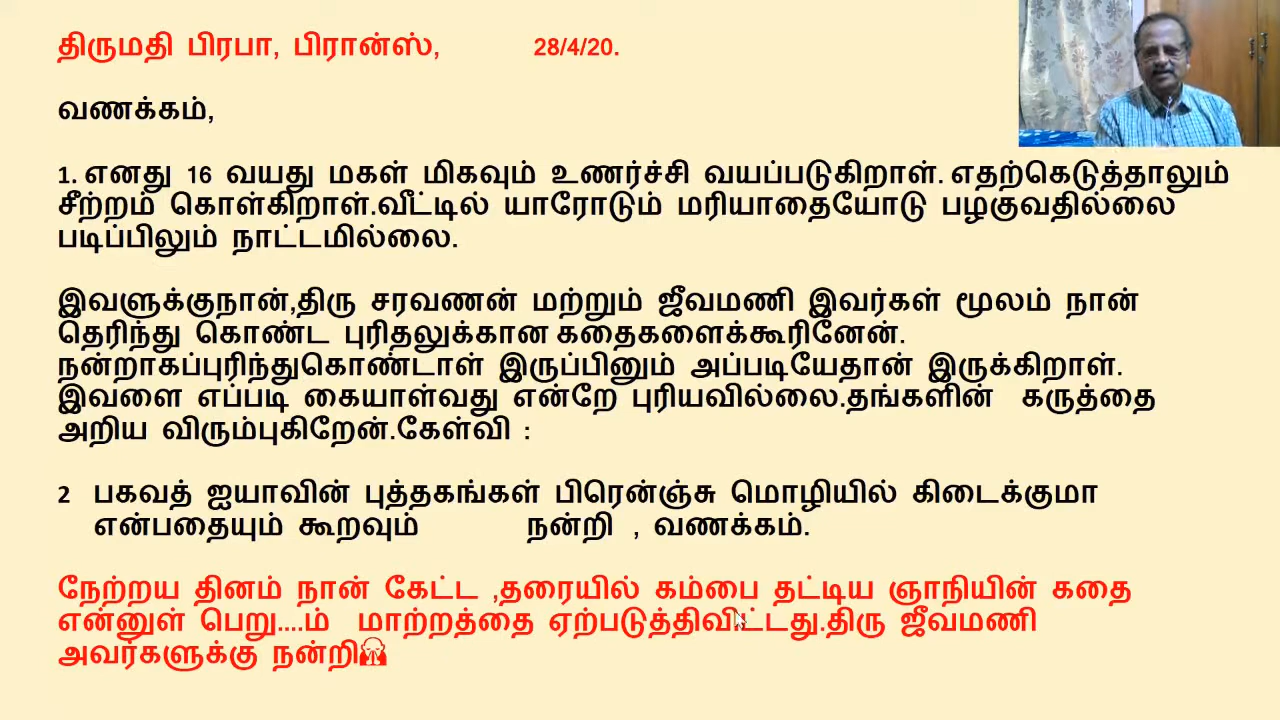 திருமதி பிரபா, பிரான்ஸ், 28/4/20.
வணக்கம்,
1. எனது 16 வயது மகள் மிகவும் உணர்ச்சி வயப்படுகிறாள். எதற்கெடுத்தாலும்
சீற்றம் கொள்கிறாள்.வீட்டில் யாரோடும் மரியாதையோடு பழகுவதில்லை
படிப்பிலும் நாட்டமில்லை.
இவளுக்குநான்,திரு சரவணன் மற்றும் ஜீவமணி இவர்கள் மூலம் நான்
தெரிந்து கொண்ட புரிதலுக்கான கதைகளைக்கூரினேன்.
நன்றாகப்புரிந்துகொண்டாள் இருப்பினும் அப்படியேதான் இருக்கிறாள்.
இவளை எப்படி கையாள்வது என்றே புரியவில்லை.தங்களின் கருத்தை
அறிய விரும்புகிறேன்.கேள்வி :
2 பகவத் ஐயாவின் புத்தகங்கள் பிரென்ஞ்சு மொழியில் கிடைக்குமா
என்பதையும் கூறவும் நன்றி , வணக்கம்.
நேற்றய தினம் நான் கேட்ட ,தரையில் கம்பை தட்டிய ஞாநியின் கதை
என்னுள் பெறு....ம் மாற்றத்தை ஏற்படுத்திவிட்டது.திரு ஜீவமணி
அவர்களுக்கு நன்றி🙏